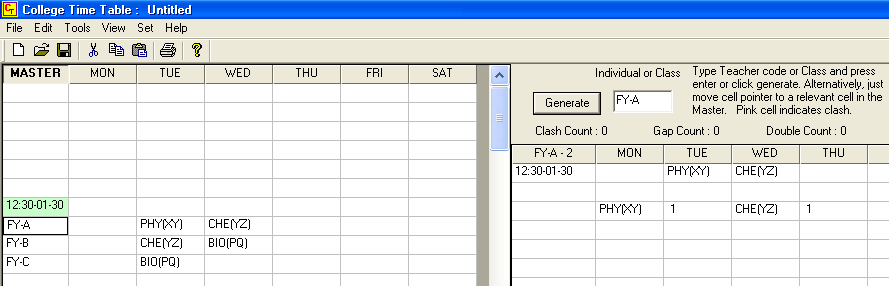 College Time Table : Untitled
File Edit Tools View Set Help
MASTER MON TUE WED THU FRI SAT
12:30-01-30
FY-A PHY(XY) CHE(YZ)
FY-B CHE(YZ) BIO(PQ)
FY-C BIO(PQ)
Individual or Class
Generate FY-A
Type Teacher code or Class and press
enter or click generate. Alternatively, just
move cell pointer to a relevant cell in the
Master. Pink cell indicates clash.
Clash Count : 0 Gap Count : 0 Double Count : 0
FY-A - 2 MON TUE WED THU
12:30-01-30 PHY(XY) CHE(YZ)
PHY(XY) 1 CHE(YZ) 1